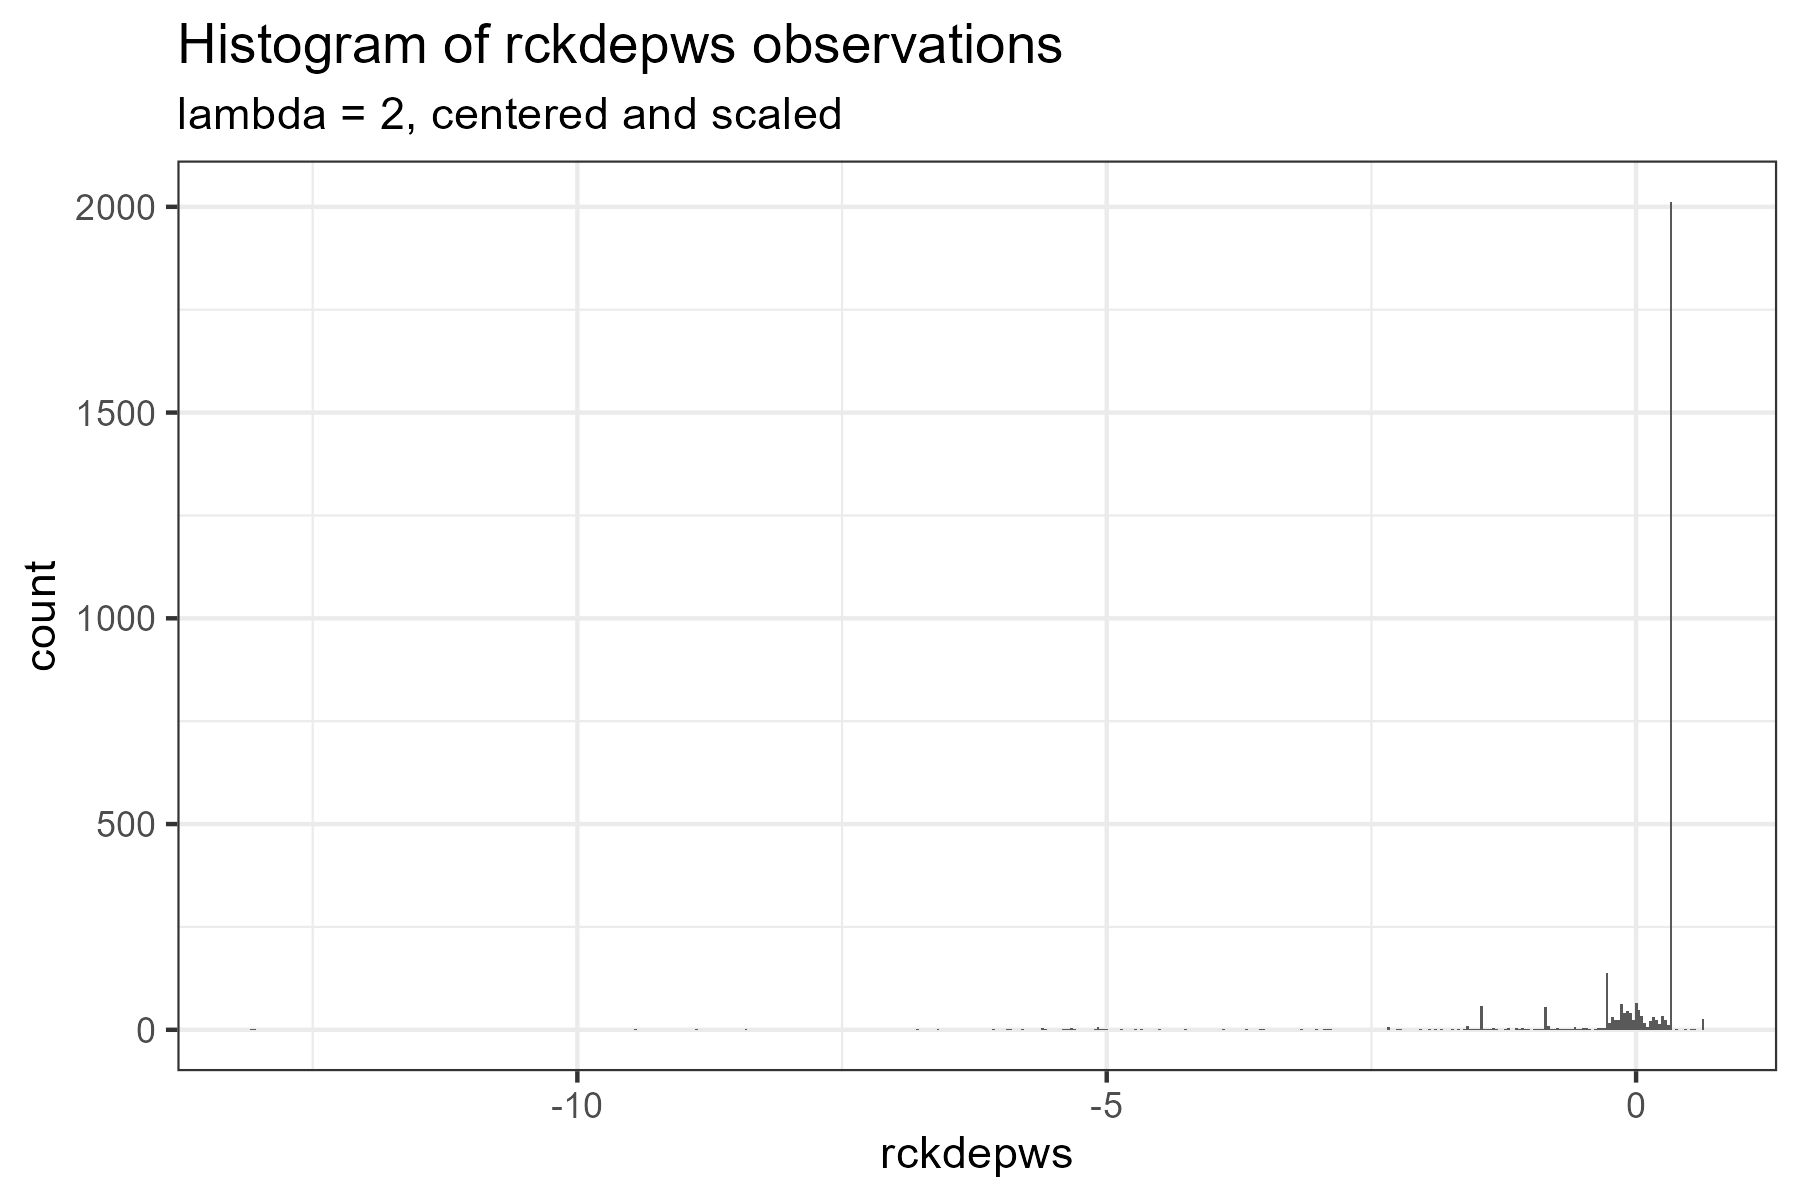 Histogram of rckdepws observations
lambda = 2, centered and scaled
2000
1500
1000
500
0
count
-10
-5
0
rckdepws